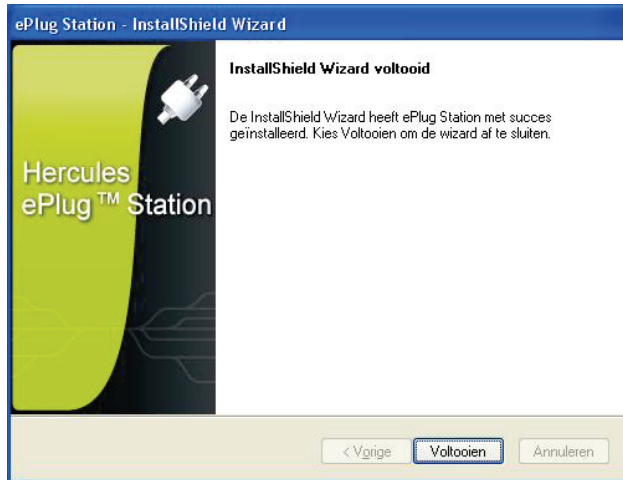 ePlug Station - InstallShield Wizard
InstallShield Wizard voltooid
De InstallShield Wizard heeft ePlug Station met succes
geïnstalleerd. Kies Voltooien om de wizard af te sluiten.
Hercules
ePlug™ Station
< Vorige
Voltooien
Annuleren